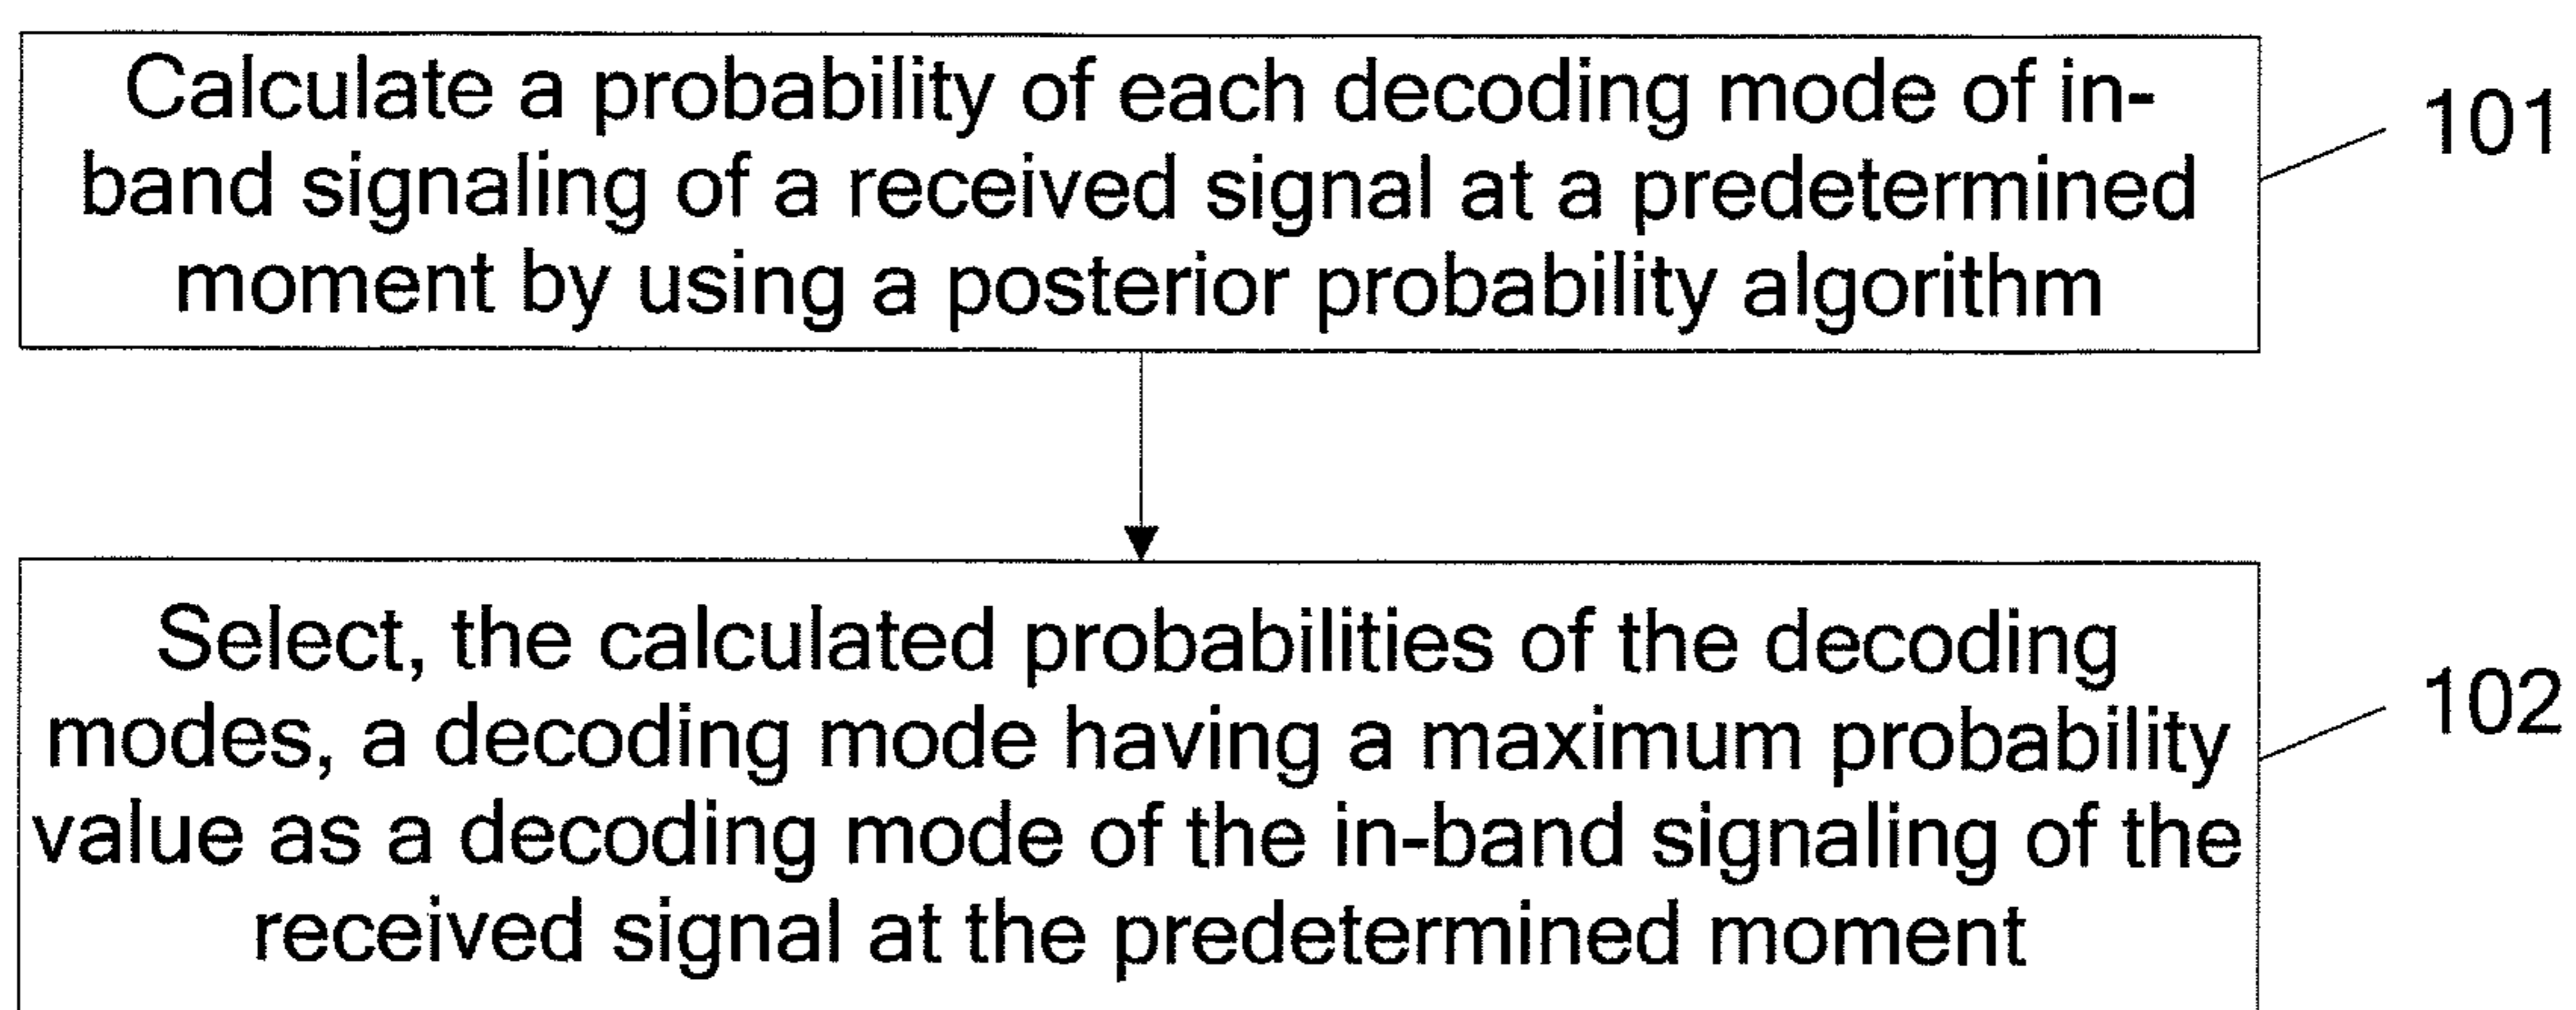 Calculate a probability of each decoding mode of in-
band signaling of a received signal at a predetermined
moment by using a posterior probability algorithm
101
Select, the calculated probabilities of the decoding
modes, a decoding mode having a maximum probability
value as a decoding mode of the in-band signaling of the
received signal at the predetermined moment
102